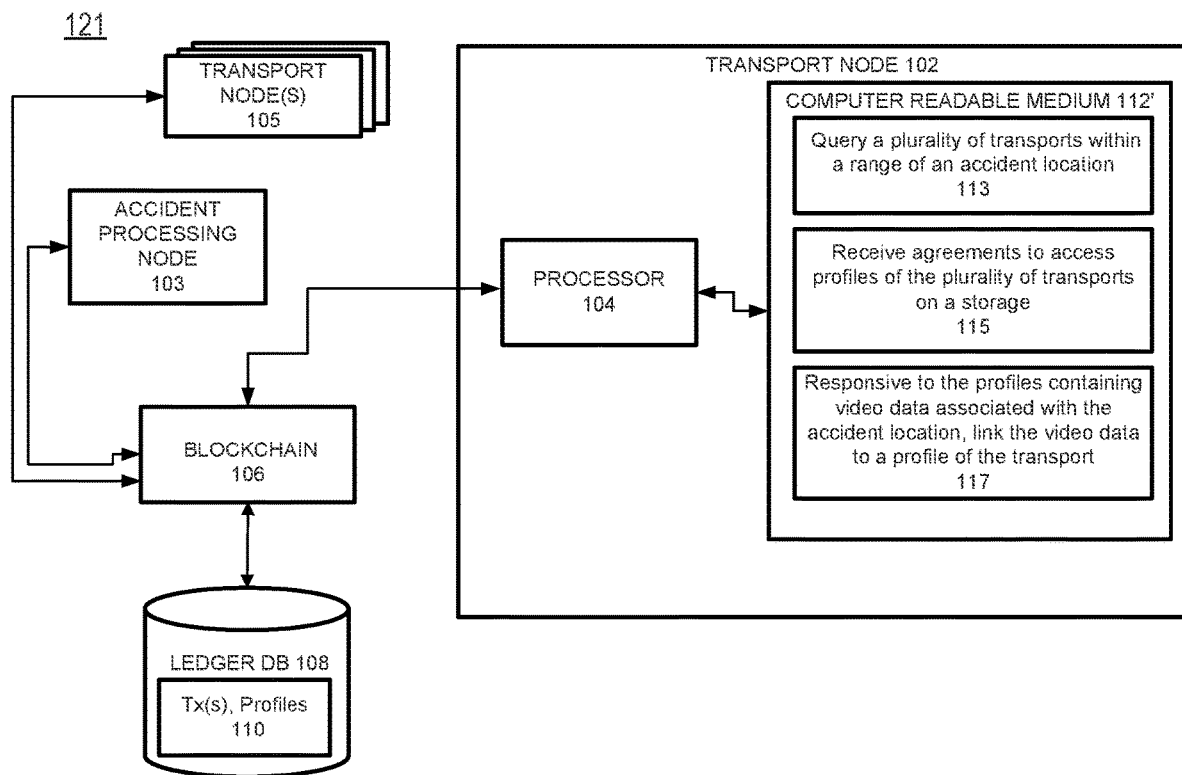 121
TRANSPORT
NODE(S)
105
ACCIDENT
PROCESSING
NODE
103
BLOCKCHAIN
106
LEDGER DB 108
Tx(s), Profiles
110
TRANSPORT NODE 102
PROCESSOR
104
COMPUTER READABLE MEDIUM 112'
Query a plurality of transports within
a range of an accident location
113
Receive agreements to access
profiles of the plurality of transports
on a storage
115
Responsive to the profiles containing
video data associated with the
accident location, link the video data
to a profile of the transport
117